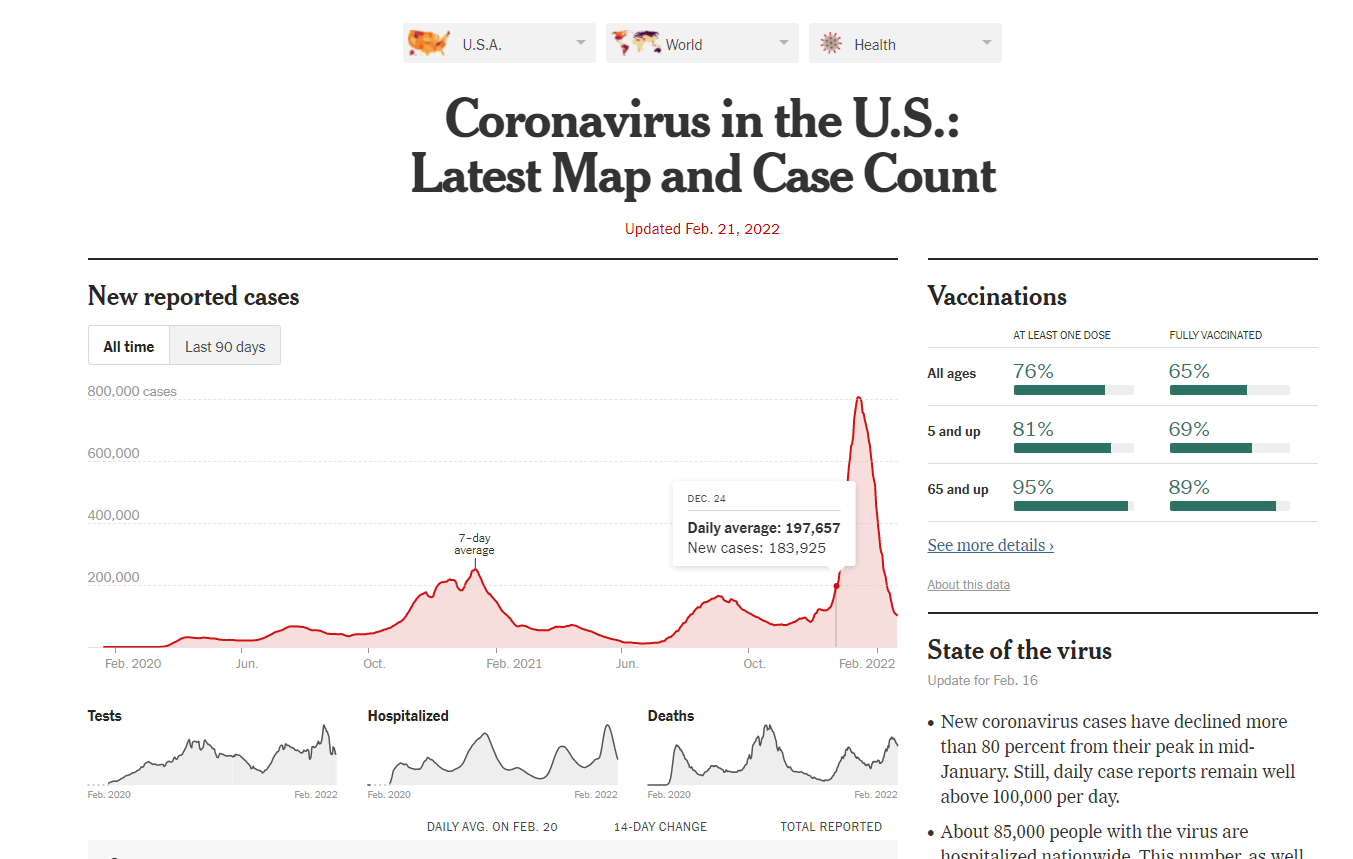 U.S.A.
World
Health
Coronavirus in the U.S.:
Latest Map and Case Count
Updated Feb. 21, 2022
New reported cases
All time
Last 90 days
800,000 cases
600,000
400,000
200,000
7-day
average
DEC. 24
Daily average: 197,657
New cases: 183,925
Feb. 2020
Jun.
Oct.
Feb. 2021
Jun.
Oct.
Feb. 2022
Tests
Feb. 2020
Feb. 2022
Hospitalized
Feb. 2020
Feb. 2022
Deaths
Feb. 2020
Feb. 2022
DAILY AVG. ON FEB. 20
14-DAY CHANGE
TOTAL REPORTED
Vaccinations
AT LEAST ONE DOSE
FULLY VACCINATED
All ages 76% 65%
5 and up 81% 69%
65 and up 95% 89%
See more details ›
About this data
State of the virus
Update for Feb. 16
• New coronavirus cases have declined more
than 80 percent from their peak in mid-
January. Still, daily case reports remain well
above 100,000 per day.
• About 85,000 people with the virus are
hospitalized nationwide. This number, as well